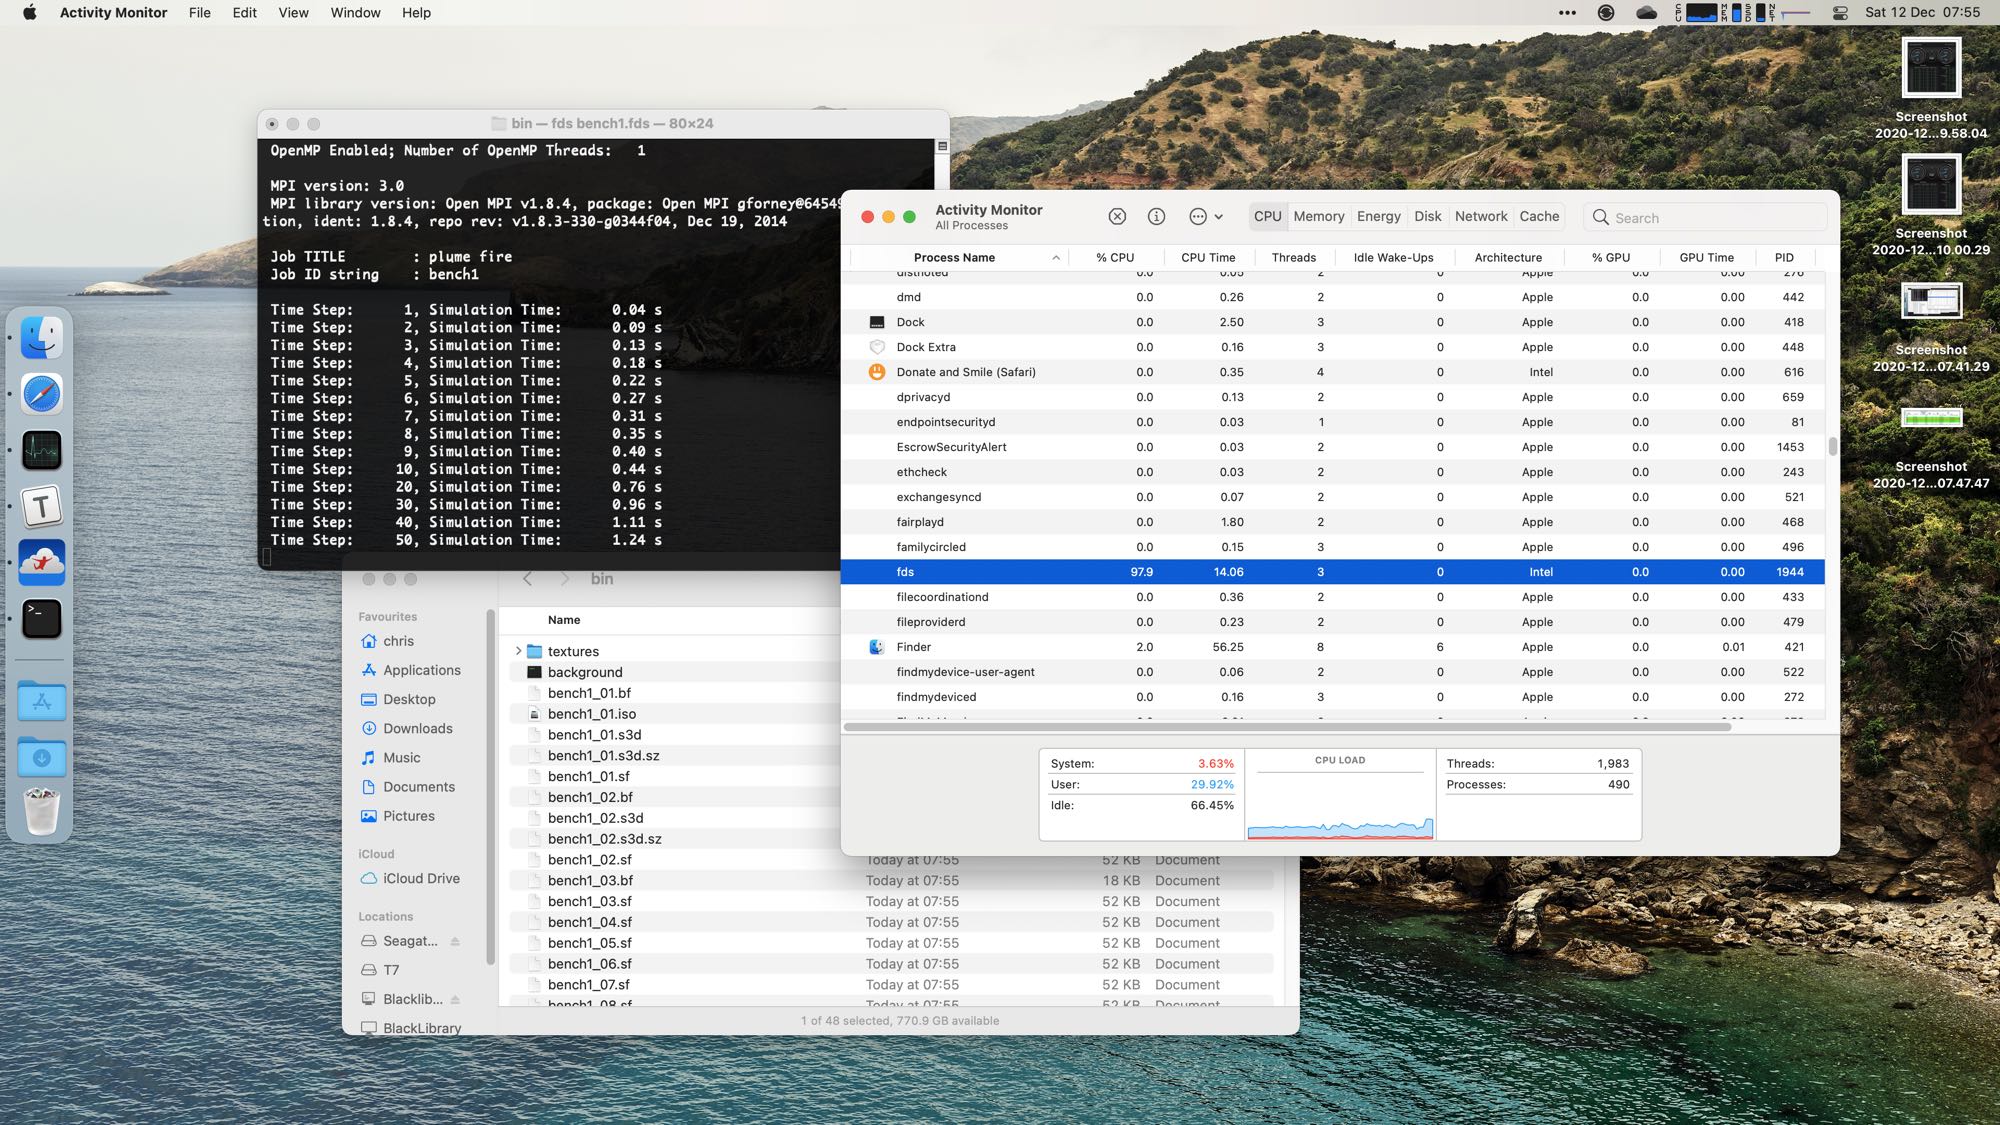 Activity Monitor File Edit View Window Help
CPU MEM SSD NET Sat 12 Dec 07:55
Screenshot
2020-12...9.58.04
Screenshot
2020-12...10.00.29
Screenshot
2020-12...07.41.29
Screenshot
2020-12...07.47.47
bin — fds bench1.fds — 80×24
OpenMP Enabled; Number of OpenMP Threads: 1
MPI version: 3.0
MPI library version: Open MPI v1.8.4, package: Open MPI gforney@64549
tion, ident: 1.8.4, repo rev: v1.8.3-330-g0344f04, Dec 19, 2014
Job TITLE : plume fire
Job ID string : bench1
Time Step: 1, Simulation Time: 0.04 s
Time Step: 2, Simulation Time: 0.09 s
Time Step: 3, Simulation Time: 0.13 s
Time Step: 4, Simulation Time: 0.18 s
Time Step: 5, Simulation Time: 0.22 s
Time Step: 6, Simulation Time: 0.27 s
Time Step: 7, Simulation Time: 0.31 s
Time Step: 8, Simulation Time: 0.35 s
Time Step: 9, Simulation Time: 0.40 s
Time Step: 10, Simulation Time: 0.44 s
Time Step: 20, Simulation Time: 0.76 s
Time Step: 30, Simulation Time: 0.96 s
Time Step: 40, Simulation Time: 1.11 s
Time Step: 50, Simulation Time: 1.24 s
Activity Monitor
All Processes
CPU Memory Energy Disk Network Cache
Search
Process Name % CPU CPU Time Threads Idle Wake-Ups Architecture % GPU GPU Time PID
distnoted 0.0 0.05 2 0 Apple 0.0 0.00 276
dmd 0.0 0.26 2 0 Apple 0.0 0.00 442
Dock 0.0 2.50 3 0 Apple 0.0 0.00 418
Dock Extra 0.0 0.16 3 0 Apple 0.0 0.00 448
Donate and Smile (Safari) 0.0 0.35 4 0 Intel 0.0 0.00 616
dprivacyd 0.0 0.13 2 0 Apple 0.0 0.00 659
endpointsecurityd 0.0 0.03 1 0 Apple 0.0 0.00 81
EscrowSecurityAlert 0.0 0.03 2 0 Apple 0.0 0.00 1453
ethcheck 0.0 0.03 2 0 Apple 0.0 0.00 243
exchangesyncd 0.0 0.07 2 0 Apple 0.0 0.00 521
fairplayd 0.0 1.80 2 0 Apple 0.0 0.00 468
familycircled 0.0 0.15 3 0 Apple 0.0 0.00 496
fds 97.9 14.06 3 0 Intel 0.0 0.00 1944
filecoordinationd 0.0 0.36 2 0 Apple 0.0 0.00 433
fileproviderd 0.0 0.23 2 0 Apple 0.0 0.00 479
Finder 2.0 56.25 8 6 Apple 0.0 0.01 421
findmydevice-user-agent 0.0 0.06 2 0 Apple 0.0 0.00 522
findmydeviced 0.0 0.16 3 0 Apple 0.0 0.00 272
System: 3.63%
User: 29.92%
Idle: 66.45%
CPU LOAD
Threads: 1,983
Processes: 490
bin
Favourites
chris
Applications
Desktop
Downloads
Music
Documents
Pictures
iCloud
iCloud Drive
Locations
Seagat...
T7
Blacklib...
BlackLibrary
Name
textures
background
bench1_01.bf
bench1_01.iso
bench1_01.s3d
bench1_01.s3d.sz
bench1_01.sf
bench1_02.bf
bench1_02.s3d
bench1_02.s3d.sz
bench1_02.sf Today at 07:55 52 KB Document
bench1_03.bf Today at 07:55 18 KB Document
bench1_03.sf Today at 07:55 52 KB Document
bench1_04.sf Today at 07:55 52 KB Document
bench1_05.sf Today at 07:55 52 KB Document
bench1_06.sf Today at 07:55 52 KB Document
bench1_07.sf Today at 07:55 52 KB Document
bench1_08.sf Today at 07:55 52 KB Document
1 of 48 selected, 770.9 GB available